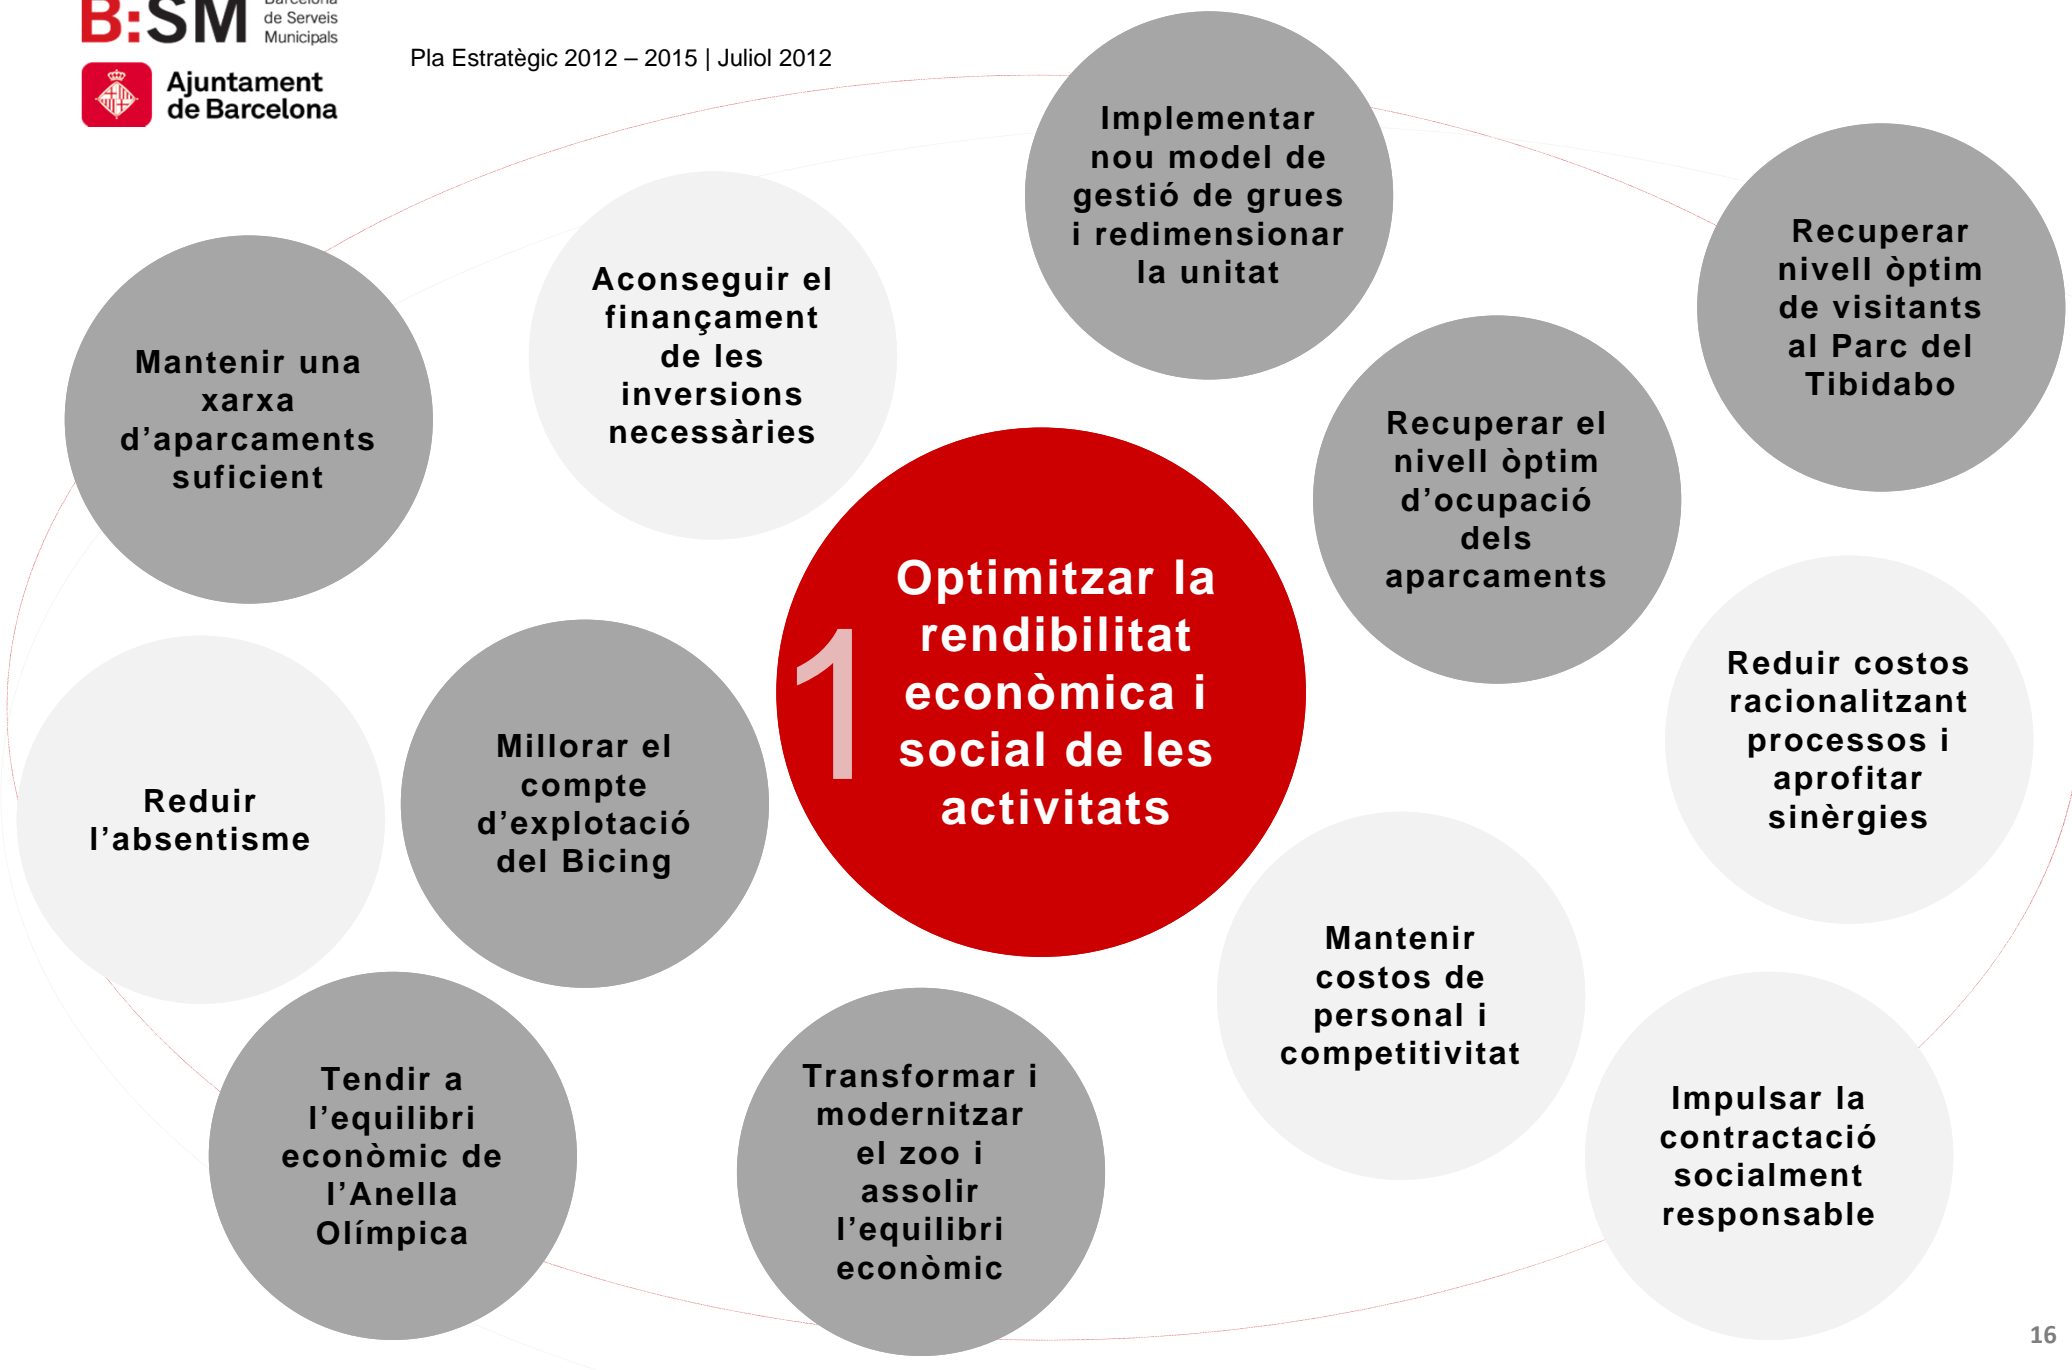 B:SM
Barcelona
de Serveis
Municipals
Ajuntament
de Barcelona
Pla Estratègic 2012 – 2015 | Juliol 2012
Implementar
nou model de
gestió de grues
i redimensionar
la unitat
Recuperar
nivell òptim
de visitants
al Parc del
Tibidabo
Aconseguir el
finançament
de les
inversions
necessàries
Mantenir una
xarxa
d’aparcaments
suficient
Recuperar el
nivell òptim
d’ocupació
dels
aparcaments
1
Optimitzar la
rendibilitat
econòmica i
social de les
activitats
Reduir costos
racionalitzant
processos i
aprofitar
sinèrgies
Millorar el
compte
d’explotació
del Bicing
Reduir
l’absentisme
Mantenir
costos de
personal i
competitivitat
Tendir a
l’equilibri
econòmic de
l’Anella
Olímpica
Transformar i
modernitzar
el zoo i
assolir
l’equilibri
econòmic
Impulsar la
contractació
socialment
responsable
16